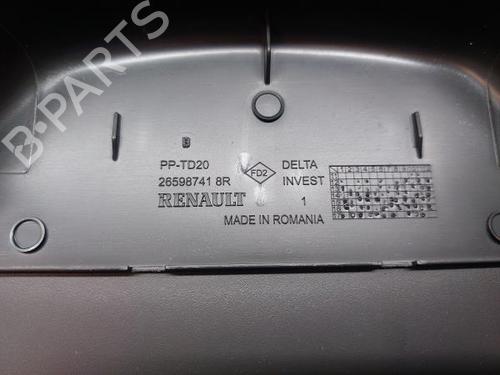 B-PARTS
PP-TD20
26598741 8R
RENAULT
FD2
DELTA
INVEST
1
MADE IN ROMANIA